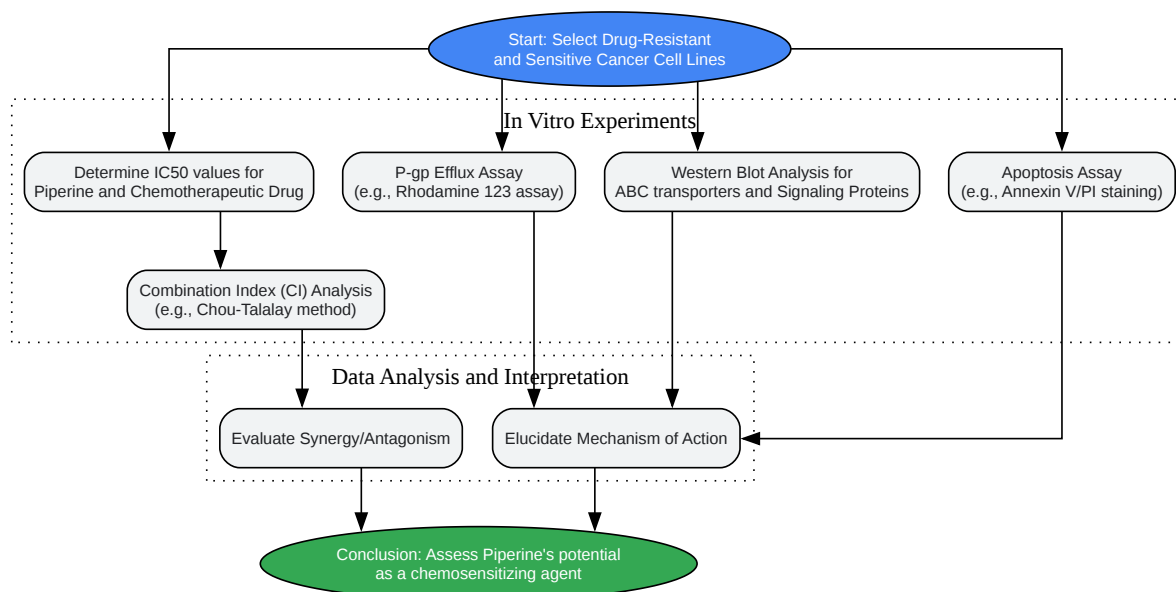 Start: Select Drug-Resistant
and Sensitive Cancer Cell Lines
In Vitro Experiments
Determine IC50 values for
Piperine and Chemotherapeutic Drug
P-gp Efflux Assay
(e.g., Rhodamine 123 assay)
Western Blot Analysis for
ABC transporters and Signaling Proteins
Apoptosis Assay
(e.g., Annexin V/PI staining)
Combination Index (CI) Analysis
(e.g., Chou-Talalay method)
Data Analysis and Interpretation
Evaluate Synergy/Antagonism
Elucidate Mechanism of Action
Conclusion: Assess Piperine's potential
as a chemosensitizing agent